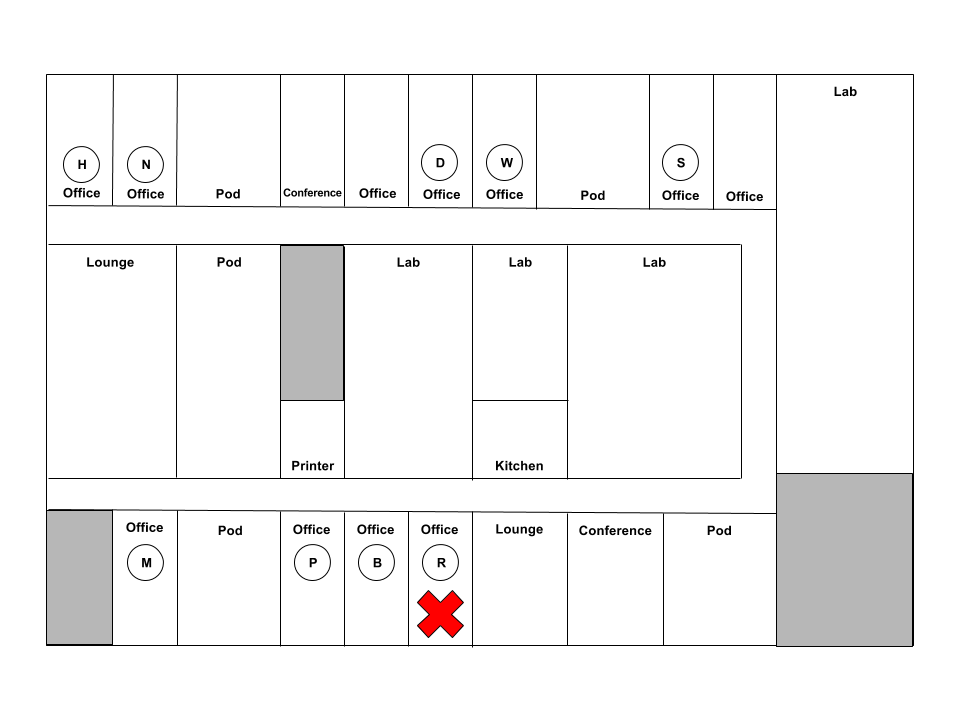 Lab
H N D W S
Office Office Pod Conference Office Office Office Pod Office Office
Lounge Pod Lab Lab Lab
Printer Kitchen
Office Pod Office Office Office Lounge Conference Pod
M P B R